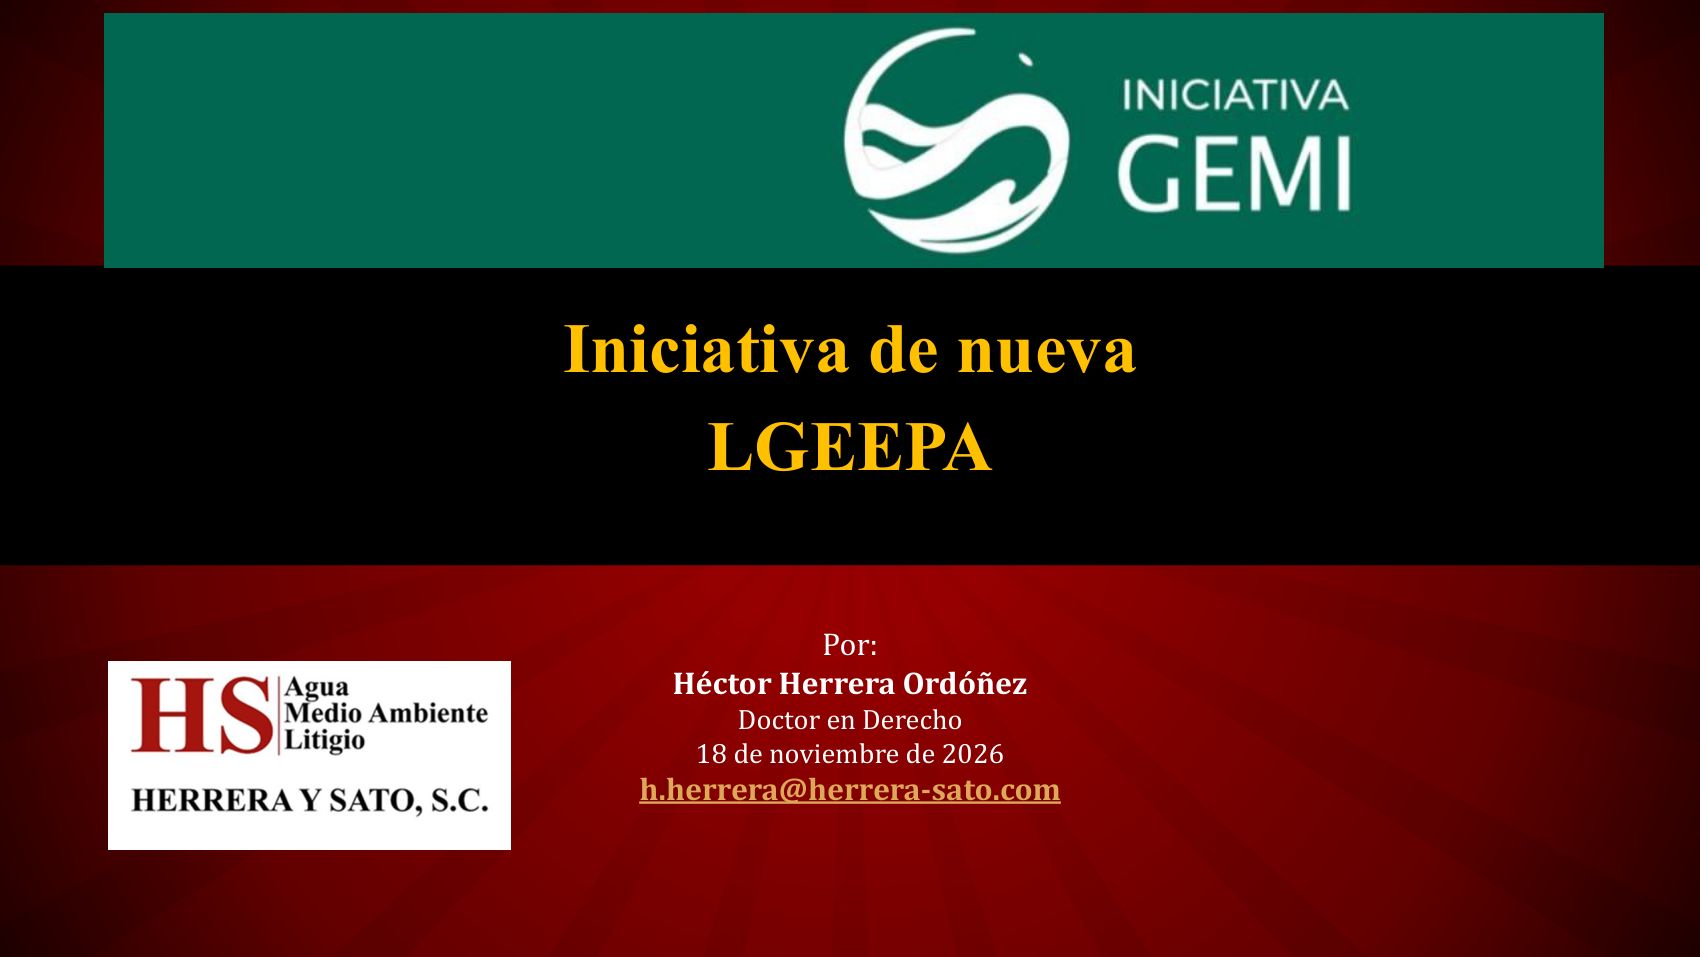 INICIATIVA
GEMI
Iniciativa de nueva
LGEEPA
Por:
Héctor Herrera Ordóñez
Doctor en Derecho
18 de noviembre de 2026
h.herrera@herrera-sato.com
HS
Agua
Medio Ambiente
Litigio
HERRERA Y SATO, S.C.